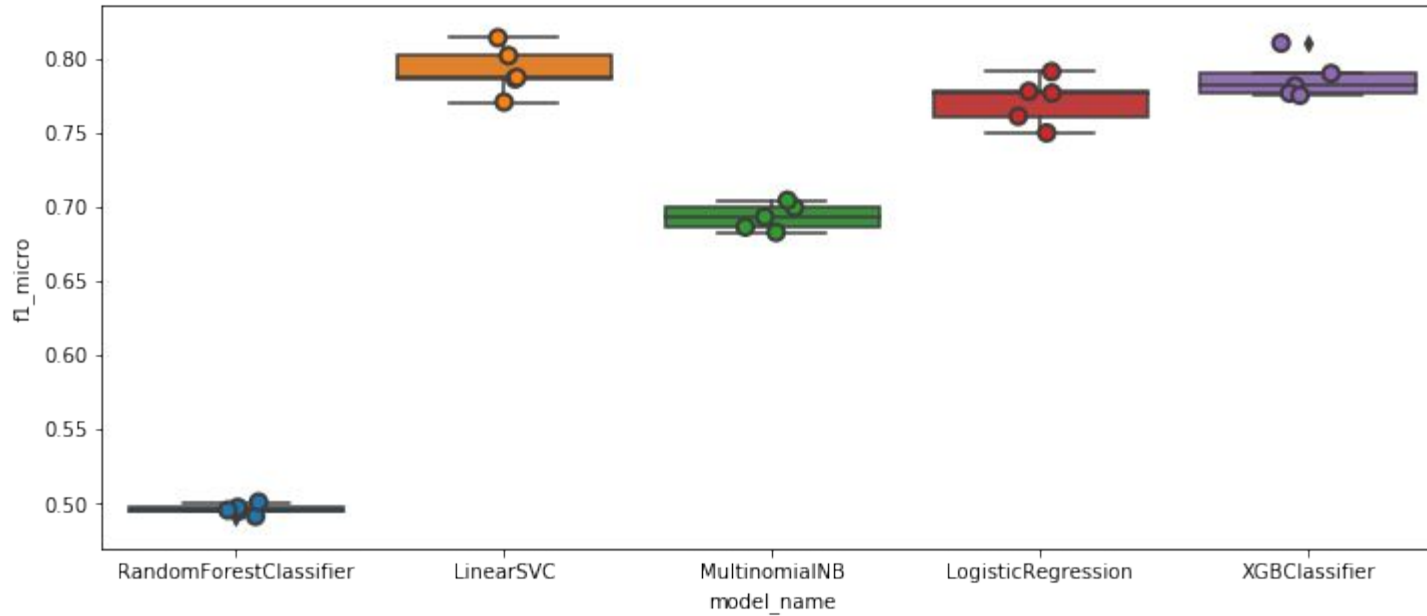 0.80
0.75
0.70
0.65
0.60
0.55
0.50
f1_micro
RandomForestClassifier LinearSVC MultinomialNB LogisticRegression XGBClassifier
model_name